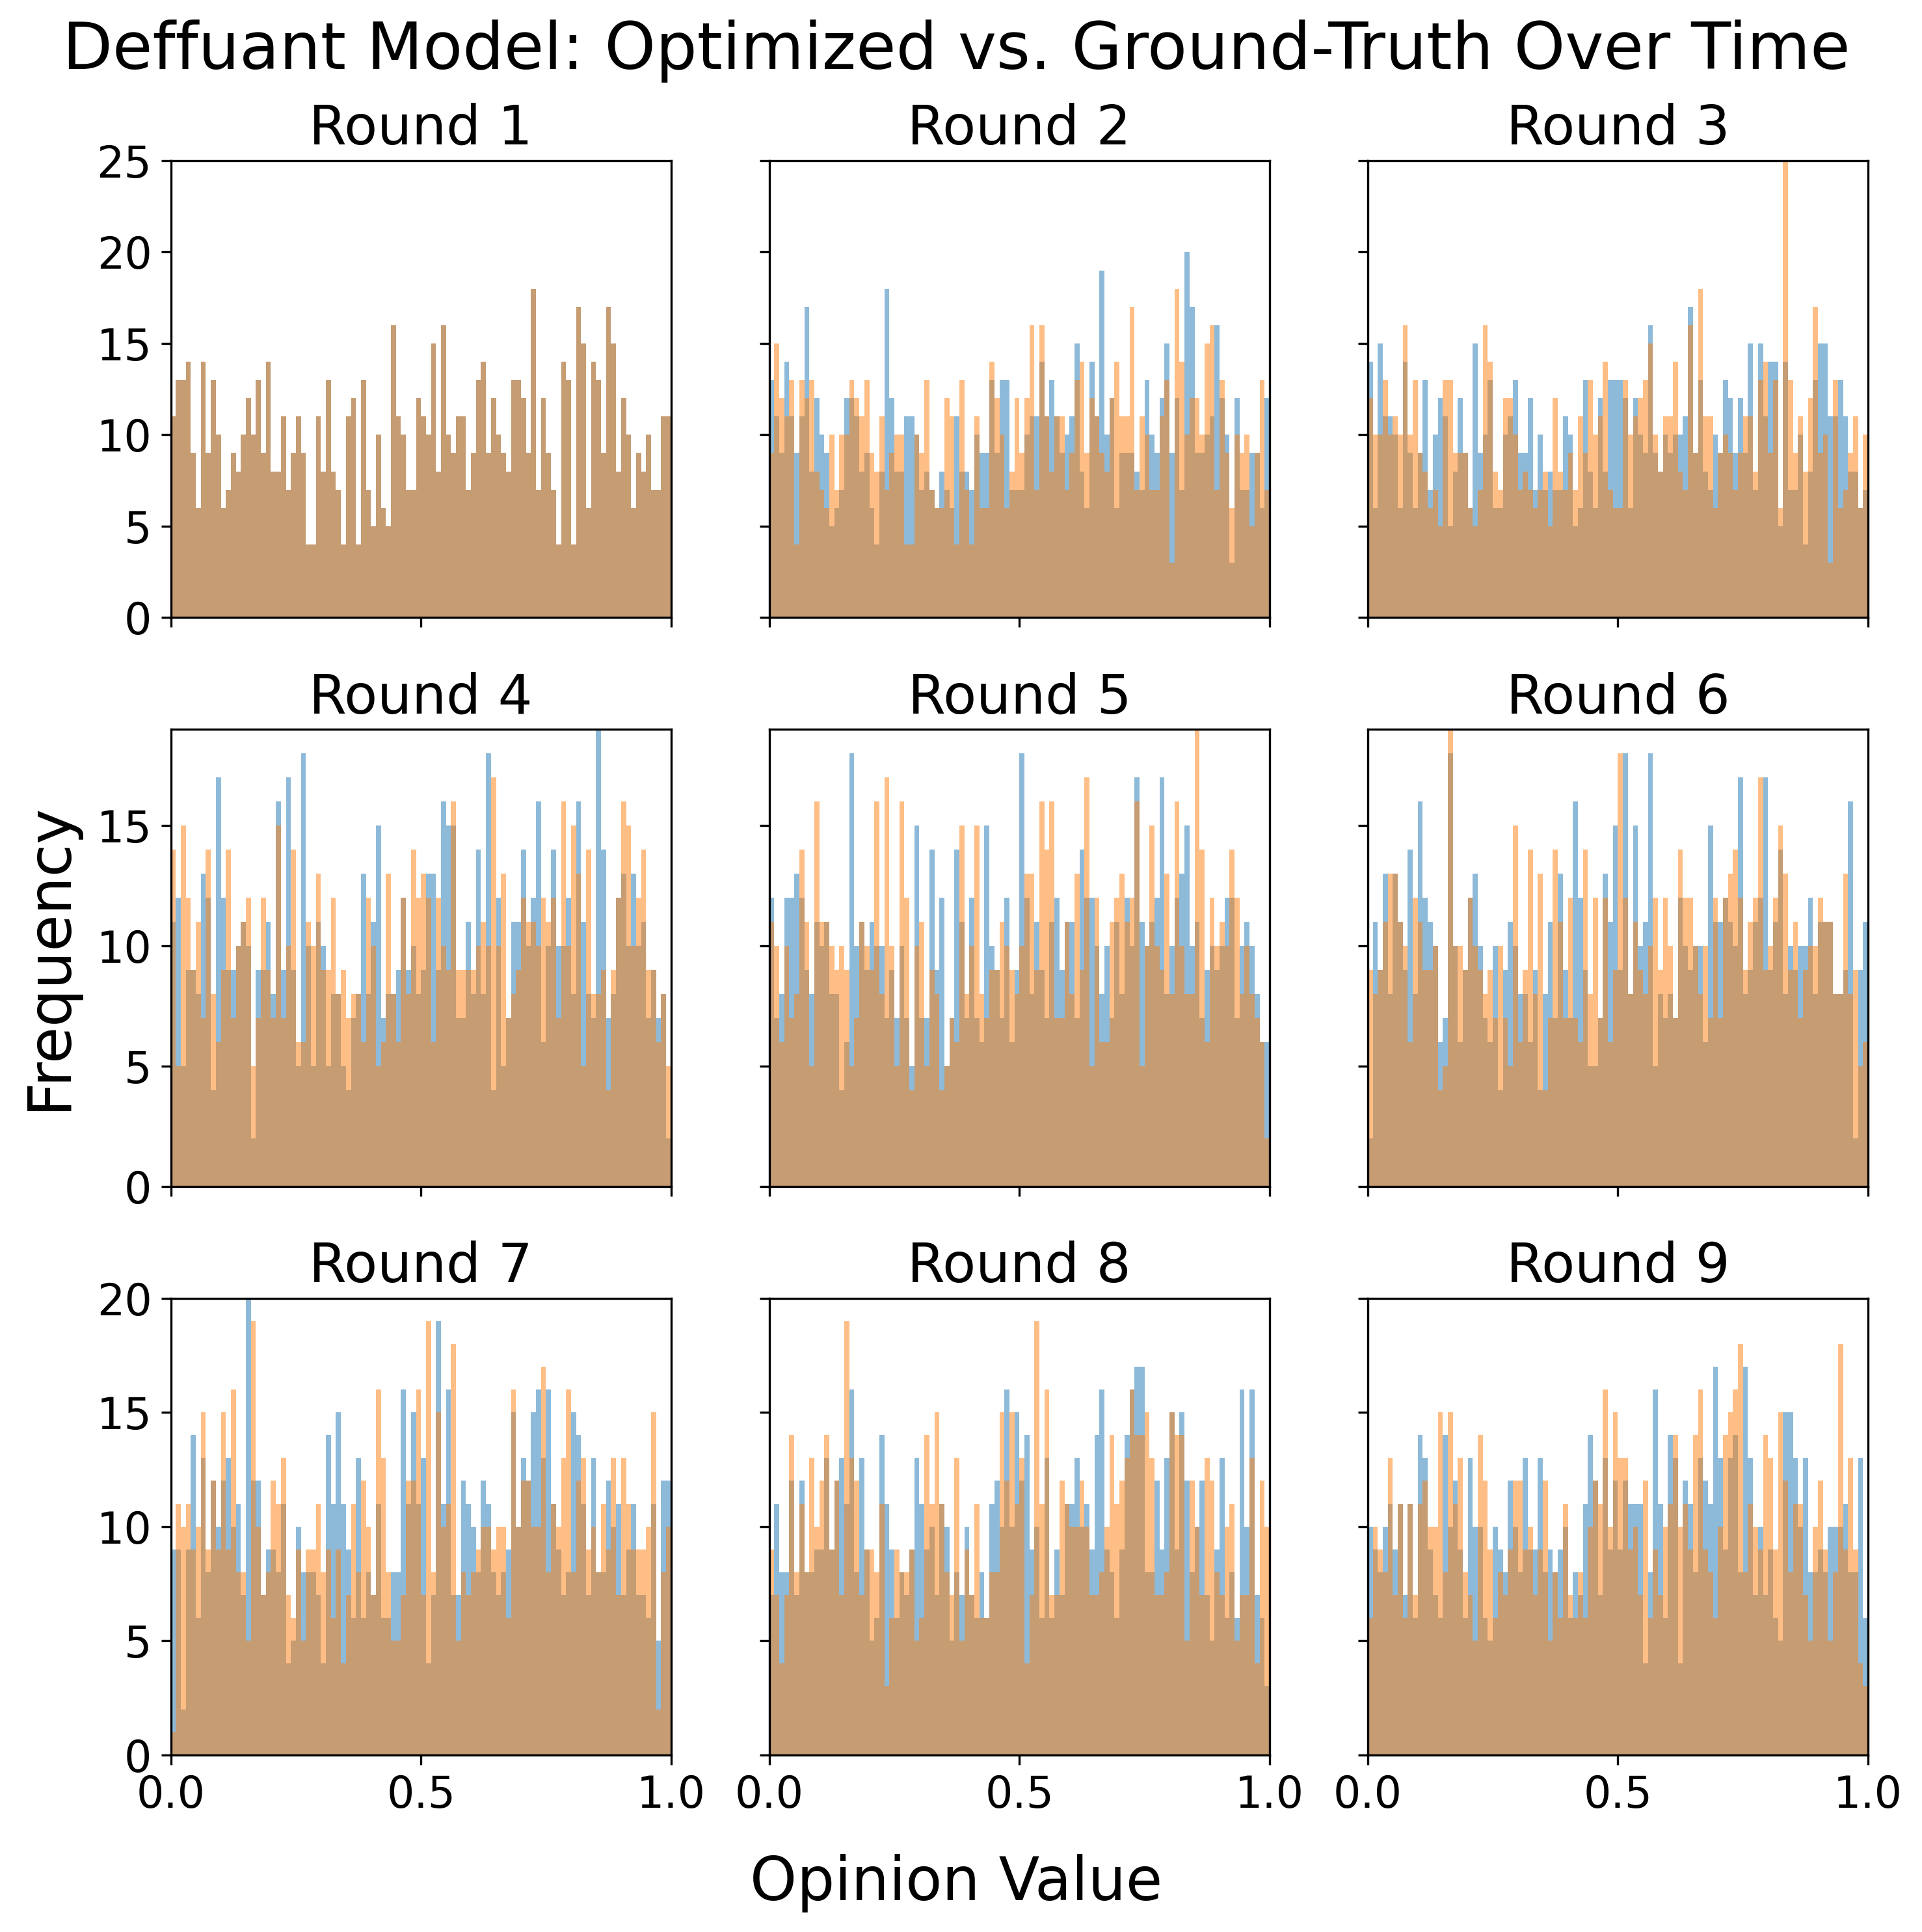 Deffuant Model: Optimized vs. Ground-Truth Over Time
Round 1
Round 2
Round 3
25
20
15
10
5
0
Round 4
Round 5
Round 6
15
10
5
0
Frequency
Round 7
Round 8
Round 9
20
15
10
5
0
0.0 0.5 1.0 0.0 0.5 1.0 0.0 0.5 1.0
Opinion Value